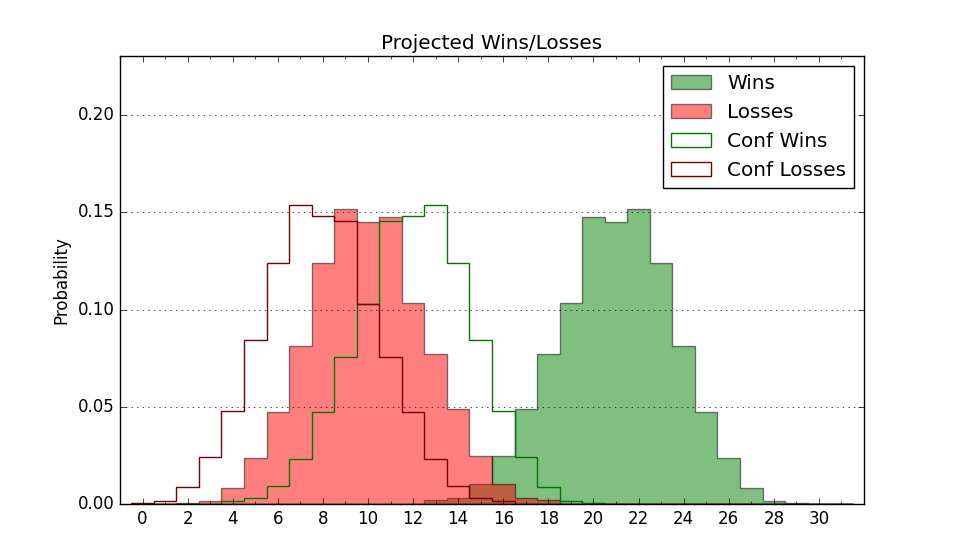 Projected Wins/Losses
Wins
Losses
Conf Wins
Conf Losses
Probability
0.20
0.15
0.10
0.05
0.00
0 2 4 6 8 10 12 14 16 18 20 22 24 26 28 30